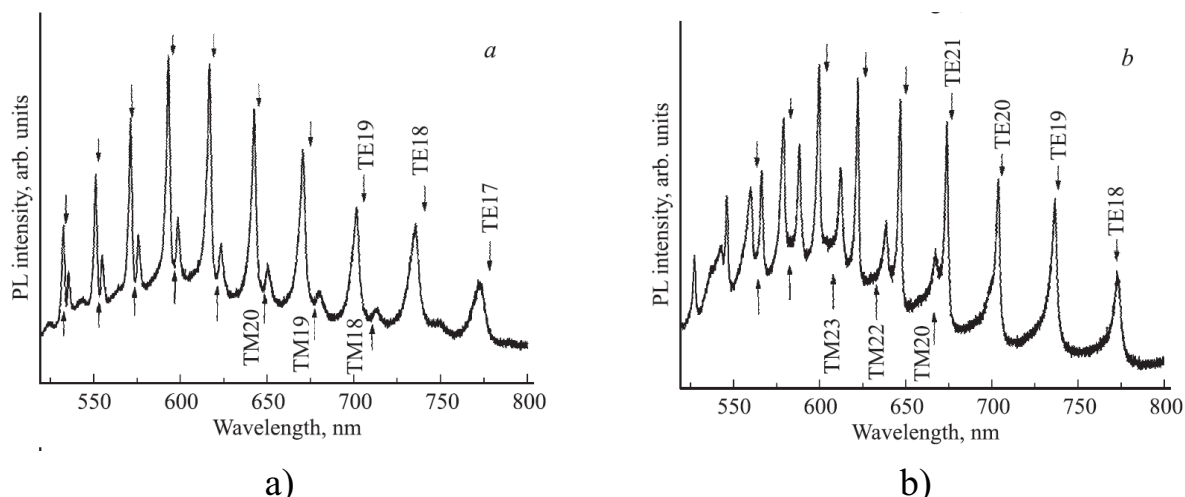 a
PL intensity, arb. units
TE19
TE18
TE17
TM20
TM19
TM18
550
600
650
700
750
800
Wavelength, nm
a)
b
PL intensity, arb. units
TE21
TE20
TE19
TE18
TM23
TM22
TM20
550
600
650
700
750
800
Wavelength, nm
b)